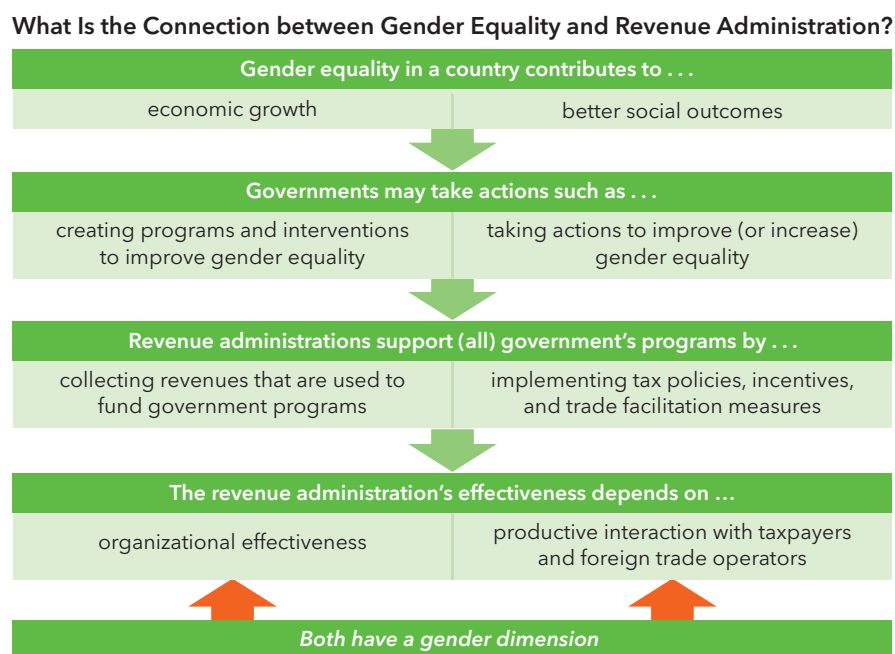 What Is the Connection between Gender Equality and Revenue Administration?
Gender equality in a country contributes to . . .
economic growth
better social outcomes
Governments may take actions such as . . .
creating programs and interventions
to improve gender equality
taking actions to improve (or increase)
gender equality
Revenue administrations support (all) government's programs by . . .
collecting revenues that are used to
fund government programs
implementing tax policies, incentives,
and trade facilitation measures
The revenue administration's effectiveness depends on ...
organizational effectiveness
productive interaction with taxpayers
and foreign trade operators
Both have a gender dimension